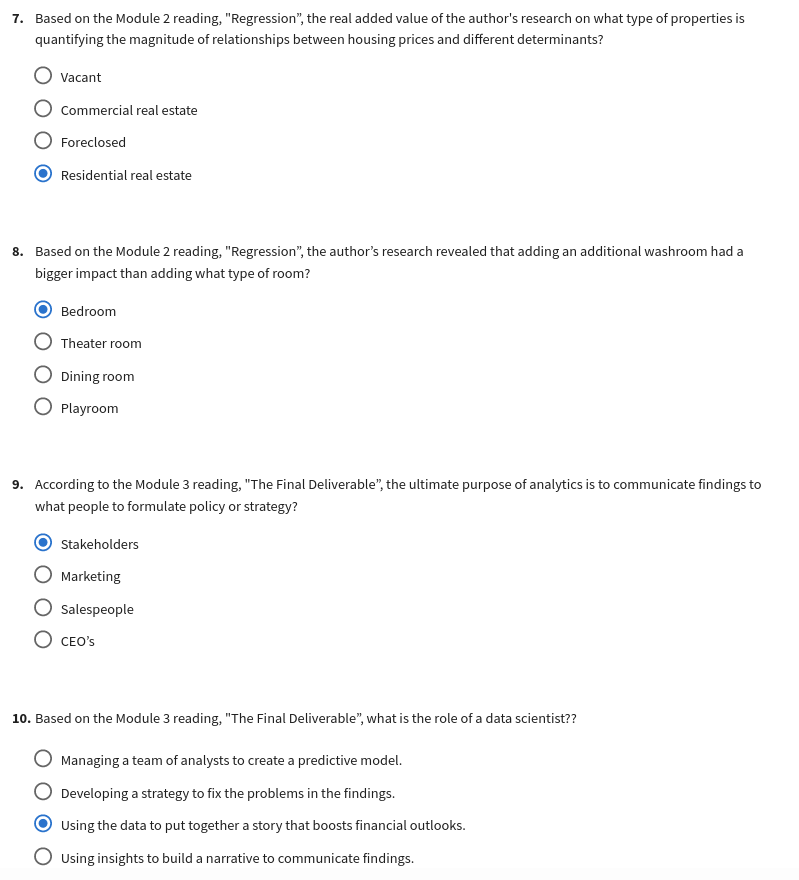 7. Based on the Module 2 reading, "Regression”, the real added value of the author's research on what type of properties is
quantifying the magnitude of relationships between housing prices and different determinants?
Vacant
Commercial real estate
Foreclosed
Residential real estate
8. Based on the Module 2 reading, "Regression”, the author’s research revealed that adding an additional washroom had a
bigger impact than adding what type of room?
Bedroom
Theater room
Dining room
Playroom
9. According to the Module 3 reading, "The Final Deliverable”, the ultimate purpose of analytics is to communicate findings to
what people to formulate policy or strategy?
Stakeholders
Marketing
Salespeople
CEO’s
10. Based on the Module 3 reading, "The Final Deliverable”, what is the role of a data scientist??
Managing a team of analysts to create a predictive model.
Developing a strategy to fix the problems in the findings.
Using the data to put together a story that boosts financial outlooks.
Using insights to build a narrative to communicate findings.